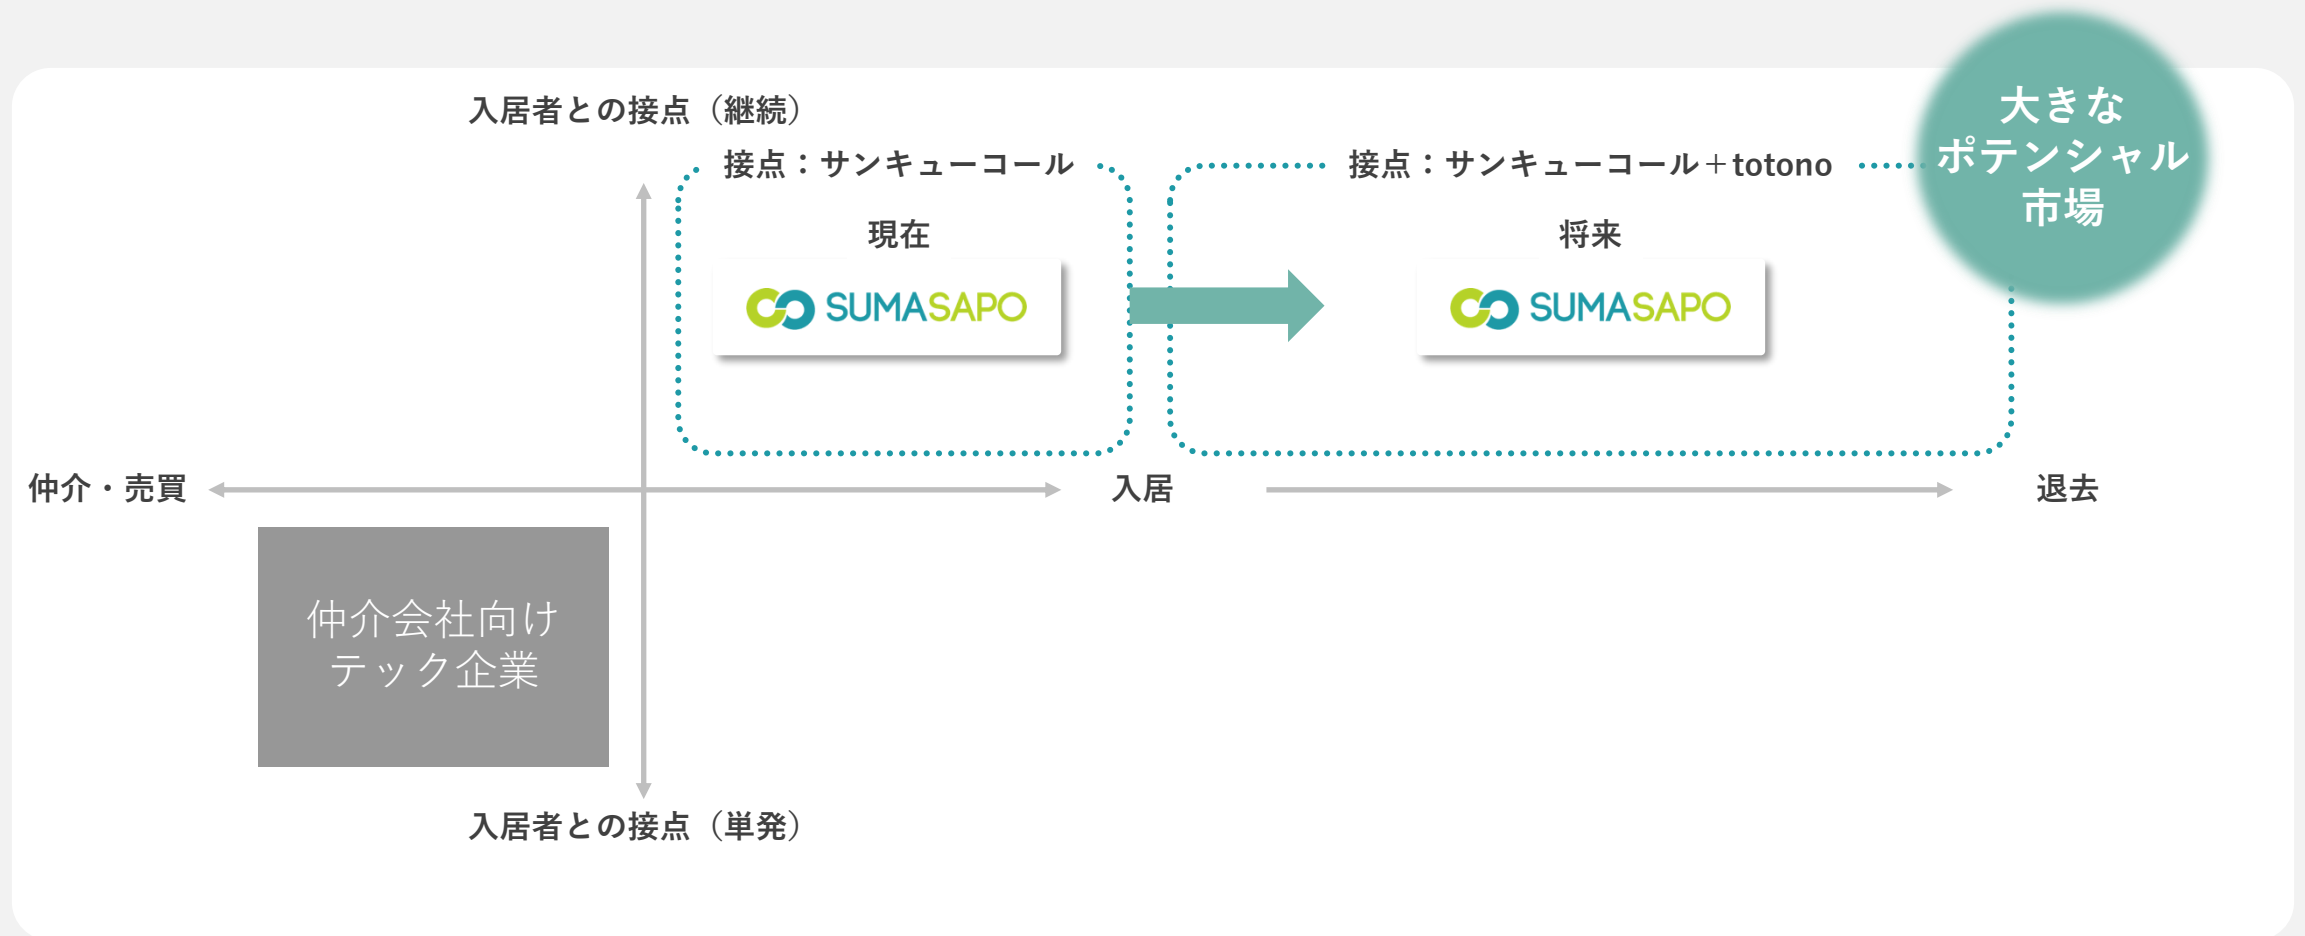 大きな
ポテンシャル
市場
入居者との接点（継続）
接点：サンキューコール
接点：サンキューコール＋totono
現在
将来
SUMASAPO
SUMASAPO
仲介・売買
入居
退去
仲介会社向け
テック企業
入居者との接点（単発）